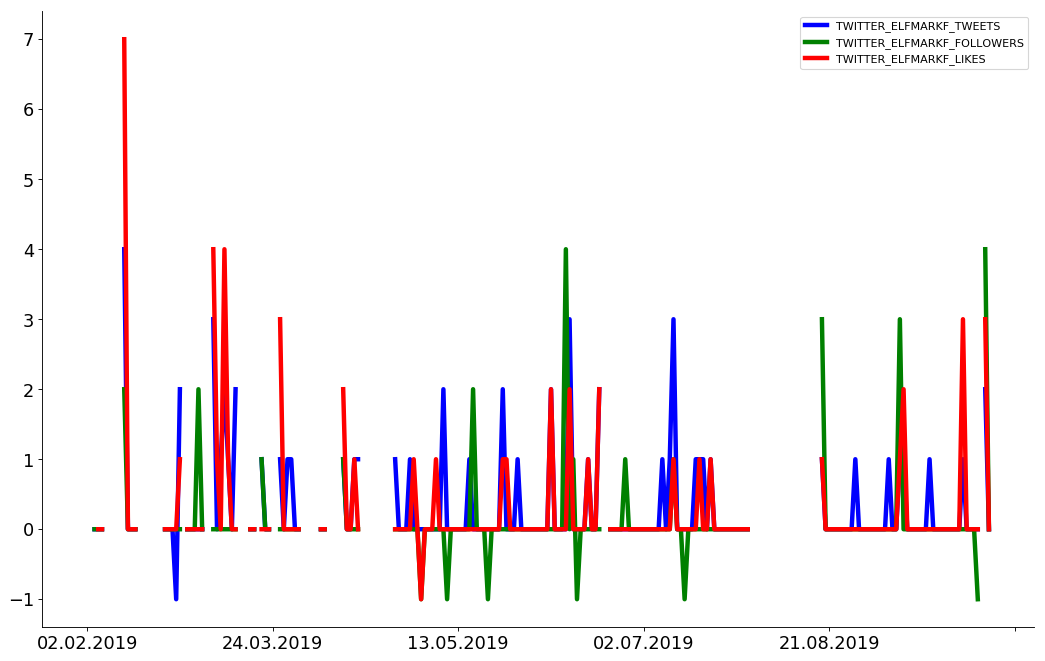 TWITTER_ELFMARKF_TWEETS
TWITTER_ELFMARKF_FOLLOWERS
TWITTER_ELFMARKF_LIKES
7
6
5
4
3
2
1
0
−1
02.02.2019 24.03.2019 13.05.2019 02.07.2019 21.08.2019